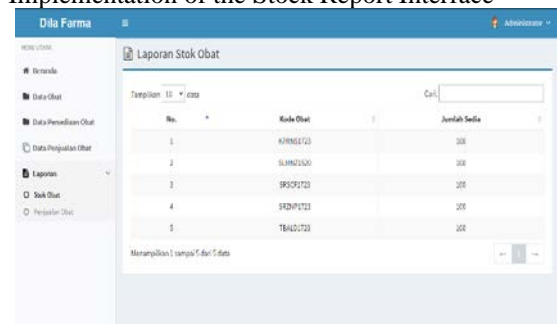 Implementation of the Stock Report Interface
Dila Farma
Administrator
MENU UTAMA
Beranda
Data Obat
Data Persediaan Obat
Data Penjualan Obat
Laporan
Stok Obat
Penjualan Obat
Laporan Stok Obat
Tampilkan 10 data
Cari:
No. Kode Obat Jumlah Sedia
1 100
2 100
3 100
4 100
5 100
Menampilkan 1 sampai 5 dari 5 data
1